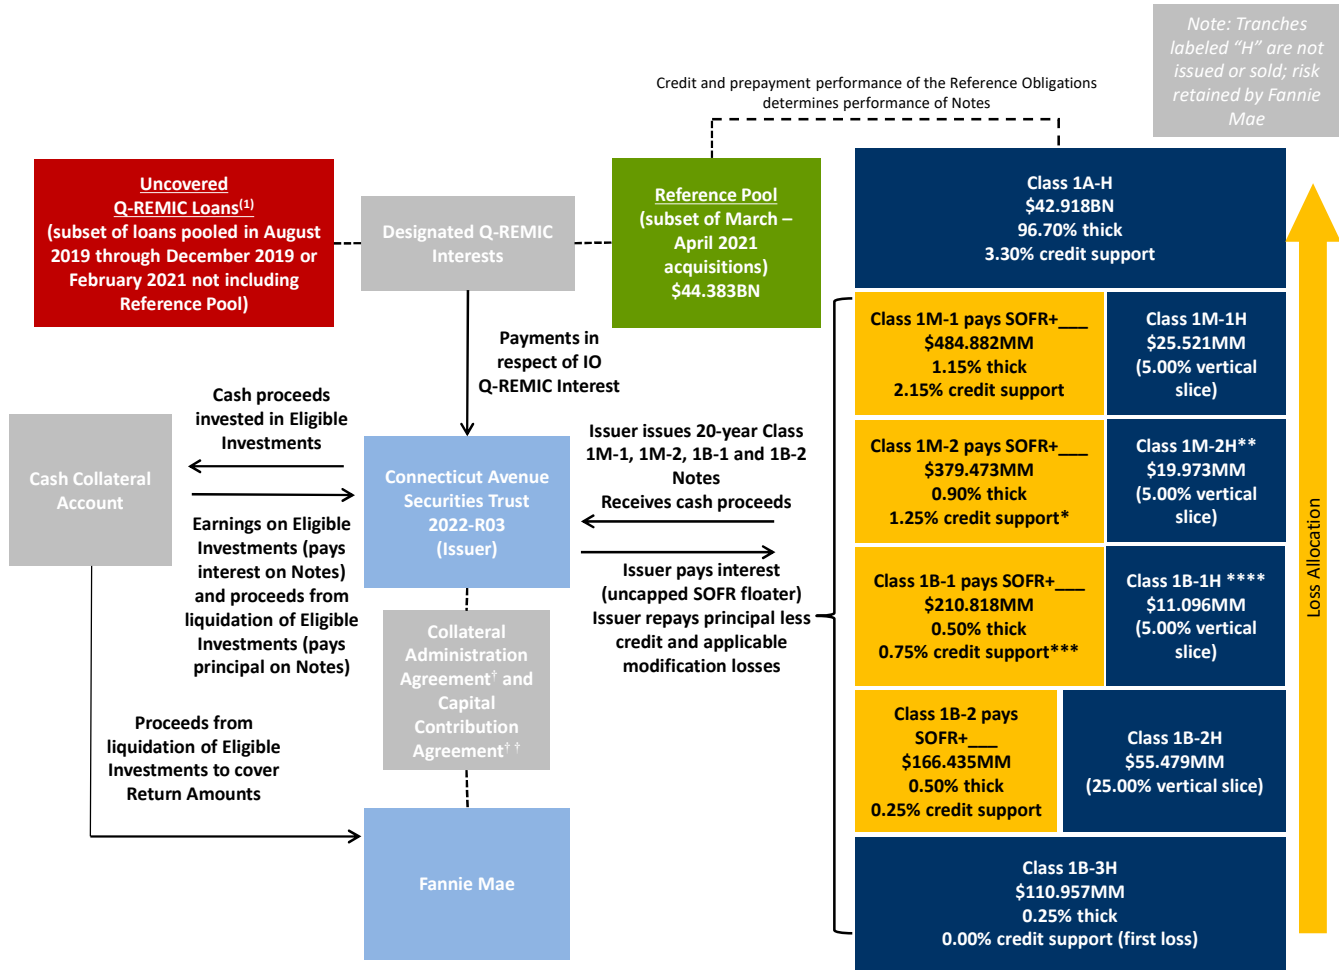 Note: Tranches
labeled “H” are not
issued or sold; risk
retained by Fannie
Mae
Credit and prepayment performance of the Reference Obligations
determines performance of Notes
Uncovered
Q-REMIC Loans(1)
(subset of loans pooled in August
2019 through December 2019 or
February 2021 not including
Reference Pool)
Designated Q-REMIC
Interests
Reference Pool
(subset of March –
April 2021
acquisitions)
$44.383BN
Class 1A-H
$42.918BN
96.70% thick
3.30% credit support
Payments in
respect of IO
Q-REMIC Interest
Class 1M-1 pays SOFR+___
$484.882MM
1.15% thick
2.15% credit support
Class 1M-1H
$25.521MM
(5.00% vertical
slice)
Cash proceeds
invested in Eligible
Investments
Cash Collateral
Account
Connecticut Avenue
Securities Trust
2022-R03
(Issuer)
Issuer issues 20-year Class
1M-1, 1M-2, 1B-1 and 1B-2
Notes
Receives cash proceeds
Class 1M-2 pays SOFR+___
$379.473MM
0.90% thick
1.25% credit support*
Class 1M-2H**
$19.973MM
(5.00% vertical
slice)
Earnings on Eligible
Investments (pays
interest on Notes)
and proceeds from
liquidation of Eligible
Investments (pays
principal on Notes)
Issuer pays interest
(uncapped SOFR floater)
Issuer repays principal less
credit and applicable
modification losses
Class 1B-1 pays SOFR+___
$210.818MM
0.50% thick
0.75% credit support***
Class 1B-1H ****
$11.096MM
(5.00% vertical
slice)
Loss Allocation
Collateral
Administration
Agreement† and
Capital
Contribution
Agreement† †
Proceeds from
liquidation of Eligible
Investments to cover
Return Amounts
Class 1B-2 pays
SOFR+___
$166.435MM
0.50% thick
0.25% credit support
Class 1B-2H
$55.479MM
(25.00% vertical slice)
Fannie Mae
Class 1B-3H
$110.957MM
0.25% thick
0.00% credit support (first loss)